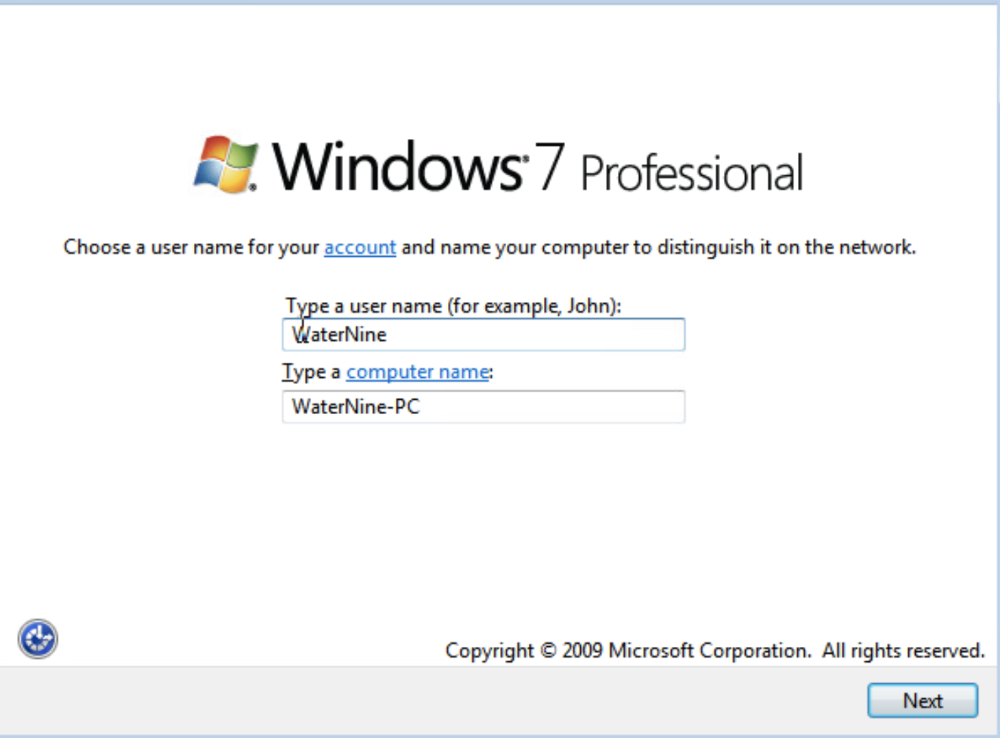 Windows 7 Professional
Choose a user name for your account and name your computer to distinguish it on the network.
Type a user name (for example, John):
WaterNine
Type a computer name:
WaterNine-PC
Copyright © 2009 Microsoft Corporation. All rights reserved.
Next